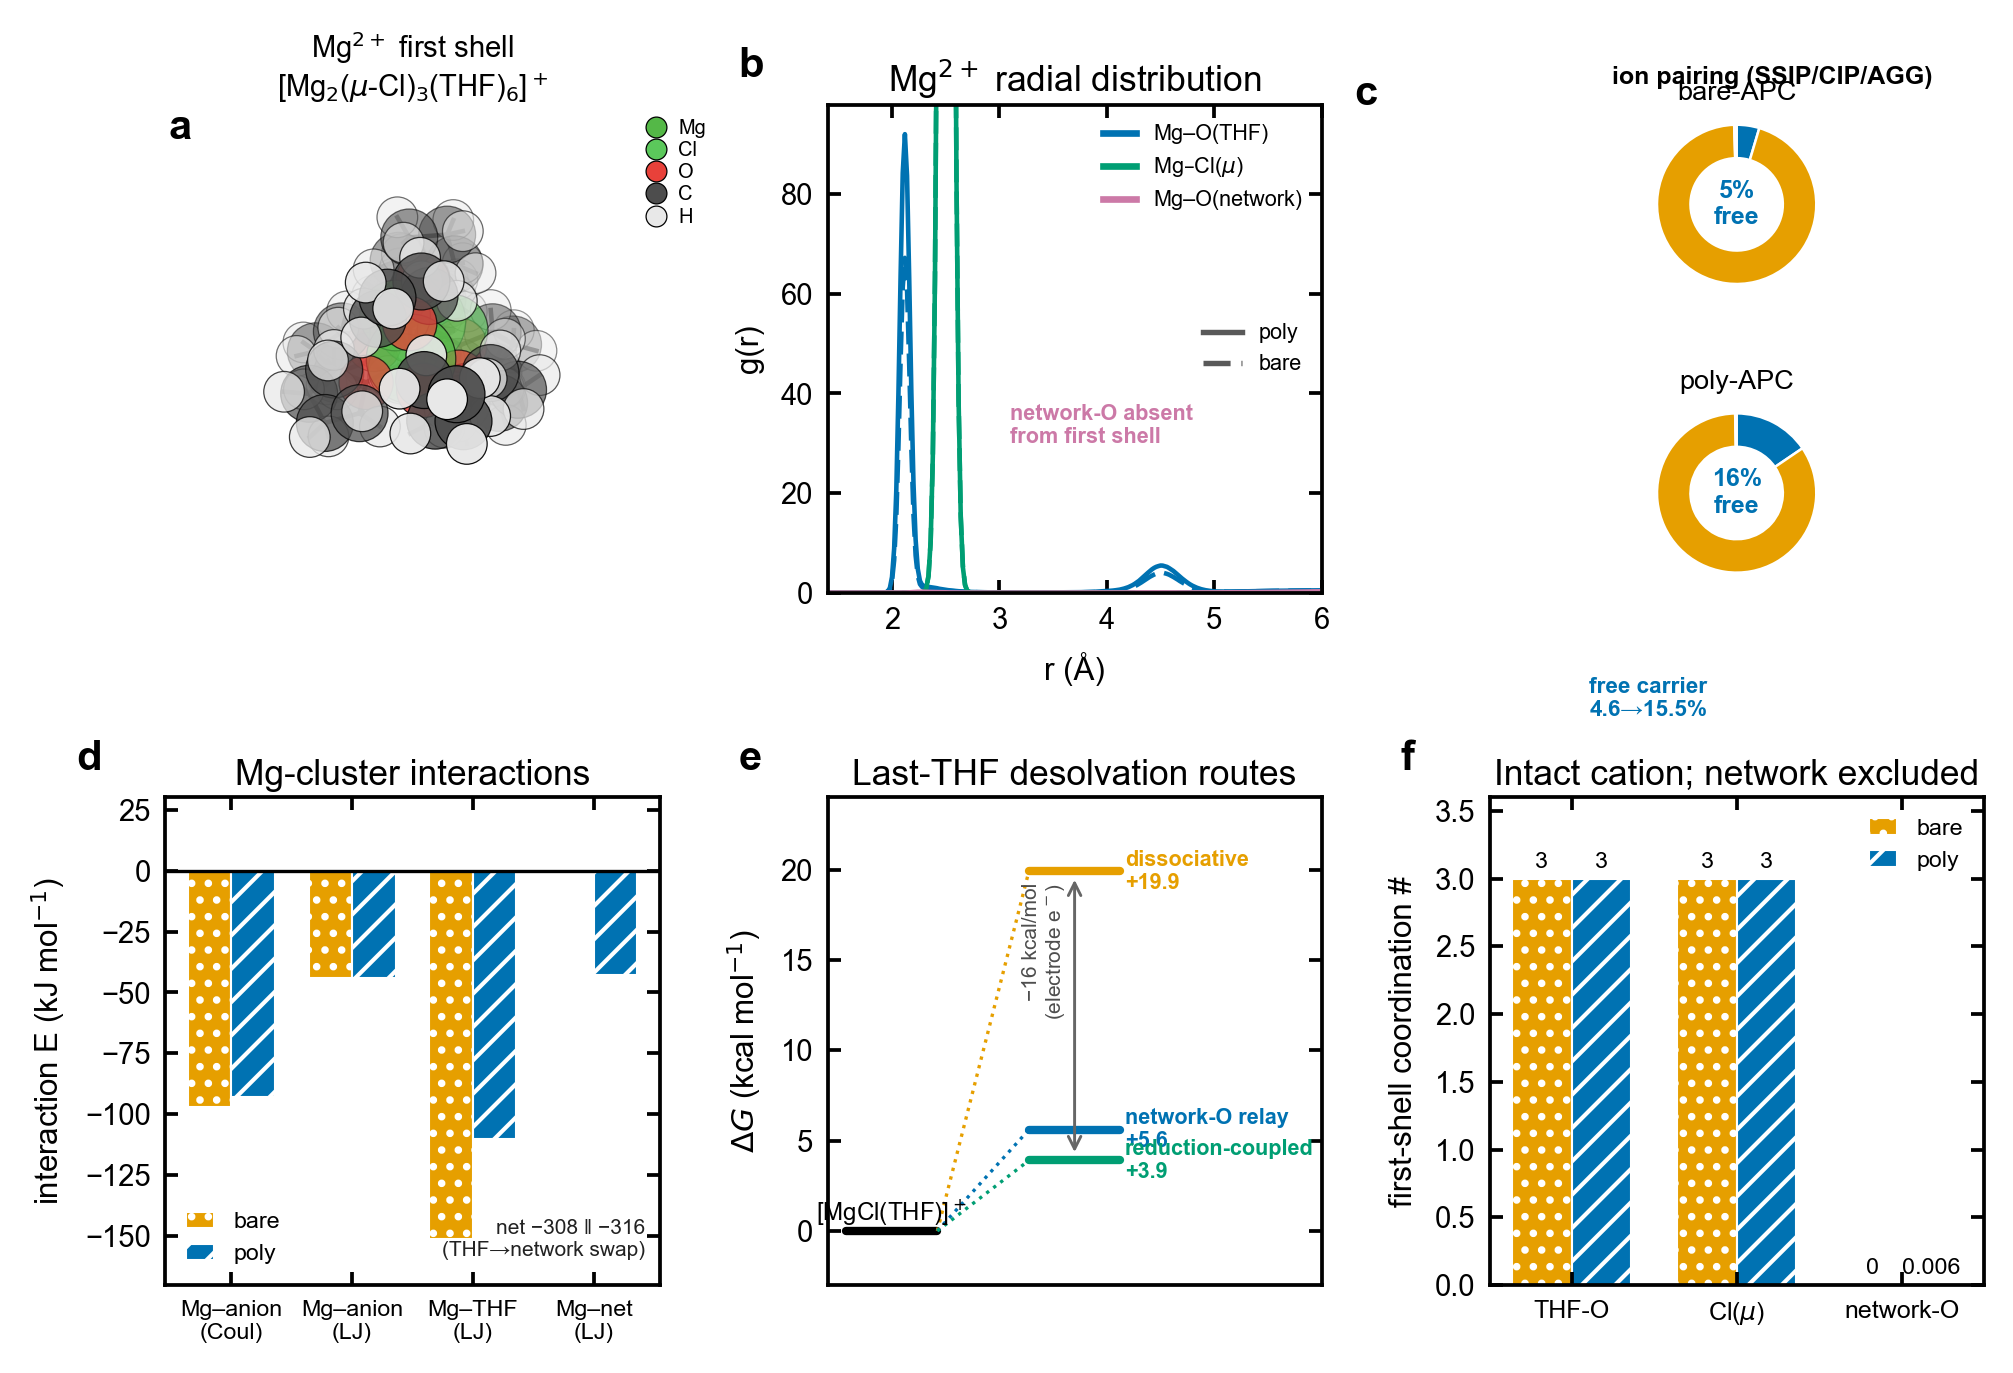 Mg²⁺ first shell
[Mg₂(μ-Cl)₃(THF)₆]⁺
a
Mg
Cl
O
C
H
b
Mg²⁺ radial distribution
Mg–O(THF)
Mg–Cl(μ)
Mg–O(network)
poly
bare
network-O absent
from first shell
g(r)
80
60
40
20
0
2
3
4
5
6
r (Å)
c
ion pairing (SSIP/CIP/AGG)
bare-APC
5%
free
poly-APC
16%
free
free carrier
4.6→15.5%
d
Mg-cluster interactions
interaction E (kJ mol⁻¹)
25
0
−25
−50
−75
−100
−125
−150
bare
poly
net −308 ‖ −316
(THF→network swap)
Mg–anion
(Coul)
Mg–anion
(LJ)
Mg–THF
(LJ)
Mg–net
(LJ)
e
Last-THF desolvation routes
ΔG (kcal mol⁻¹)
20
15
10
5
0
dissociative
+19.9
−16 kcal/mol
(electrode e⁻)
network-O relay
+5.6
reduction-coupled
+3.9
[MgCl(THF)]⁺
f
Intact cation; network excluded
first-shell coordination #
3.5
3.0
2.5
2.0
1.5
1.0
0.5
0.0
bare
poly
3
3
3
3
0
0.006
THF-O
Cl(μ)
network-O